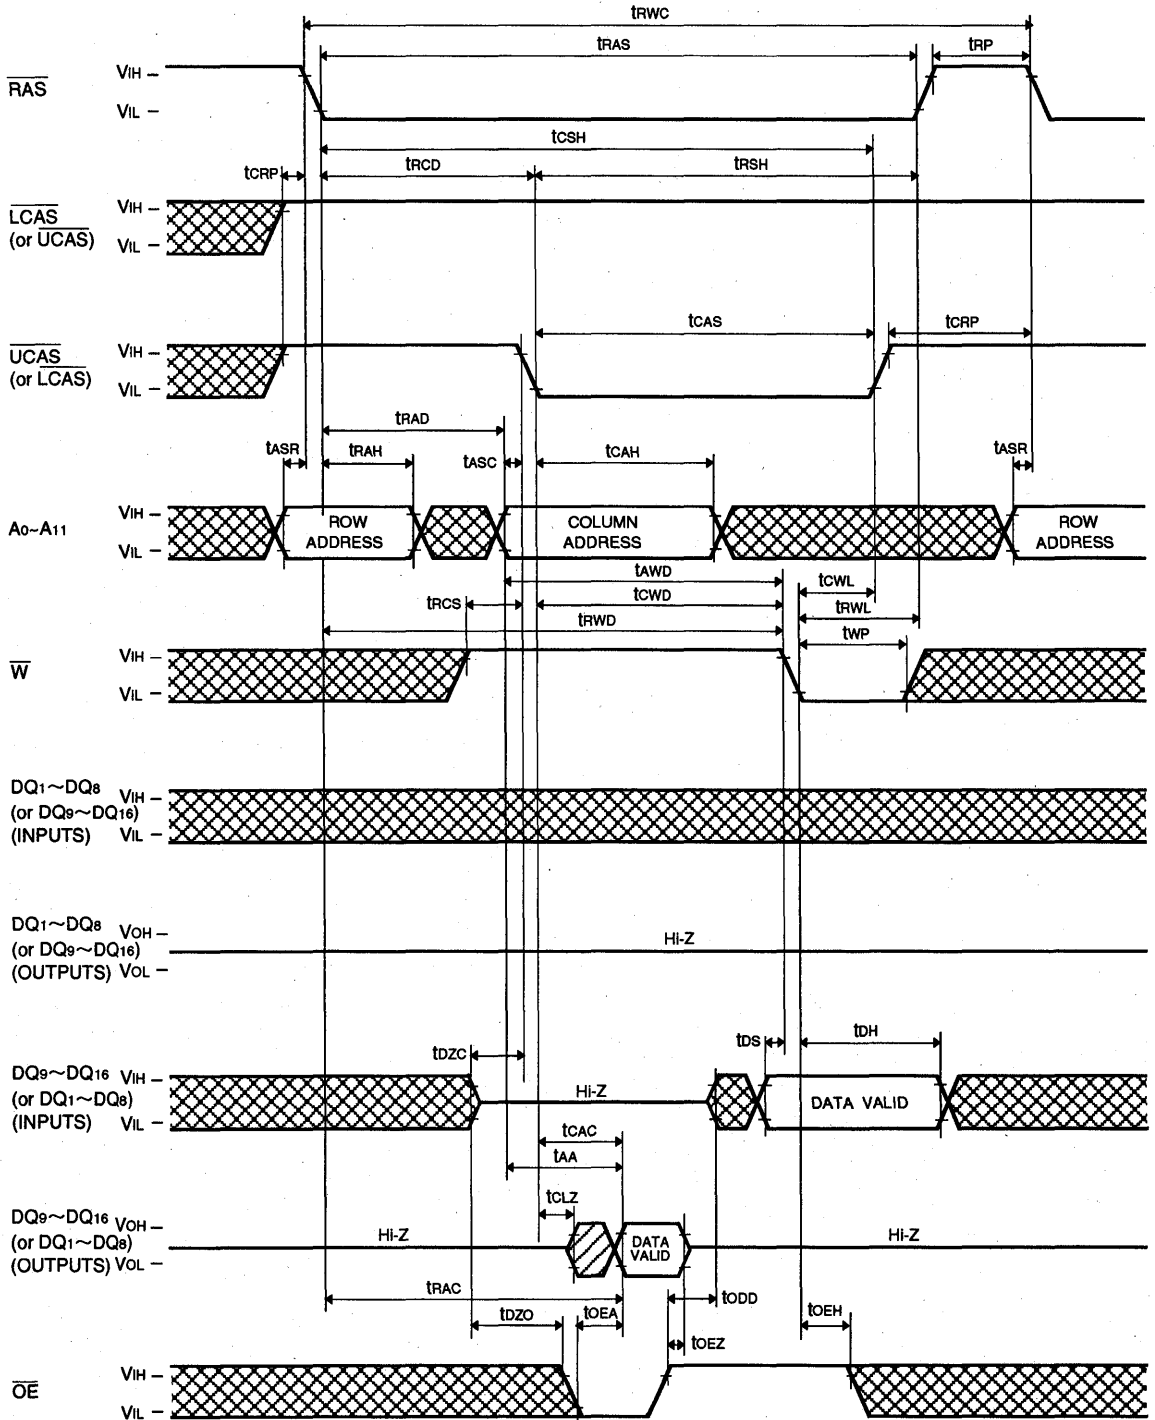 tRWC
tRAS
tRP
RAS
VIH
VIL
tCSH
tCRP
tRCD
tRSH
LCAS
(or UCAS)
VIH
VIL
tCAS
tCRP
UCAS
(or LCAS)
VIH
VIL
tRAD
tASR
tRAH
tASC
tCAH
tASR
A0~A11
VIH
VIL
ROW
ADDRESS
COLUMN
ADDRESS
ROW
ADDRESS
tAWD
tCWL
tRCS
tCWD
tRWL
tRWD
tWP
W
VIH
VIL
DQ1~DQ8
(or DQ9~DQ16)
(INPUTS)
VIH
VIL
DQ1~DQ8
(or DQ9~DQ16)
(OUTPUTS)
VOH
VOL
Hi-Z
tDZC
tDS
tDH
DQ9~DQ16
(or DQ1~DQ8)
(INPUTS)
VIH
VIL
Hi-Z
DATA VALID
tCAC
tAA
tCLZ
DQ9~DQ16
(or DQ1~DQ8)
(OUTPUTS)
VOH
VOL
Hi-Z
DATA
VALID
Hi-Z
tRAC
tODD
tDZO
tOEA
tOEH
tOEZ
OE
VIH
VIL